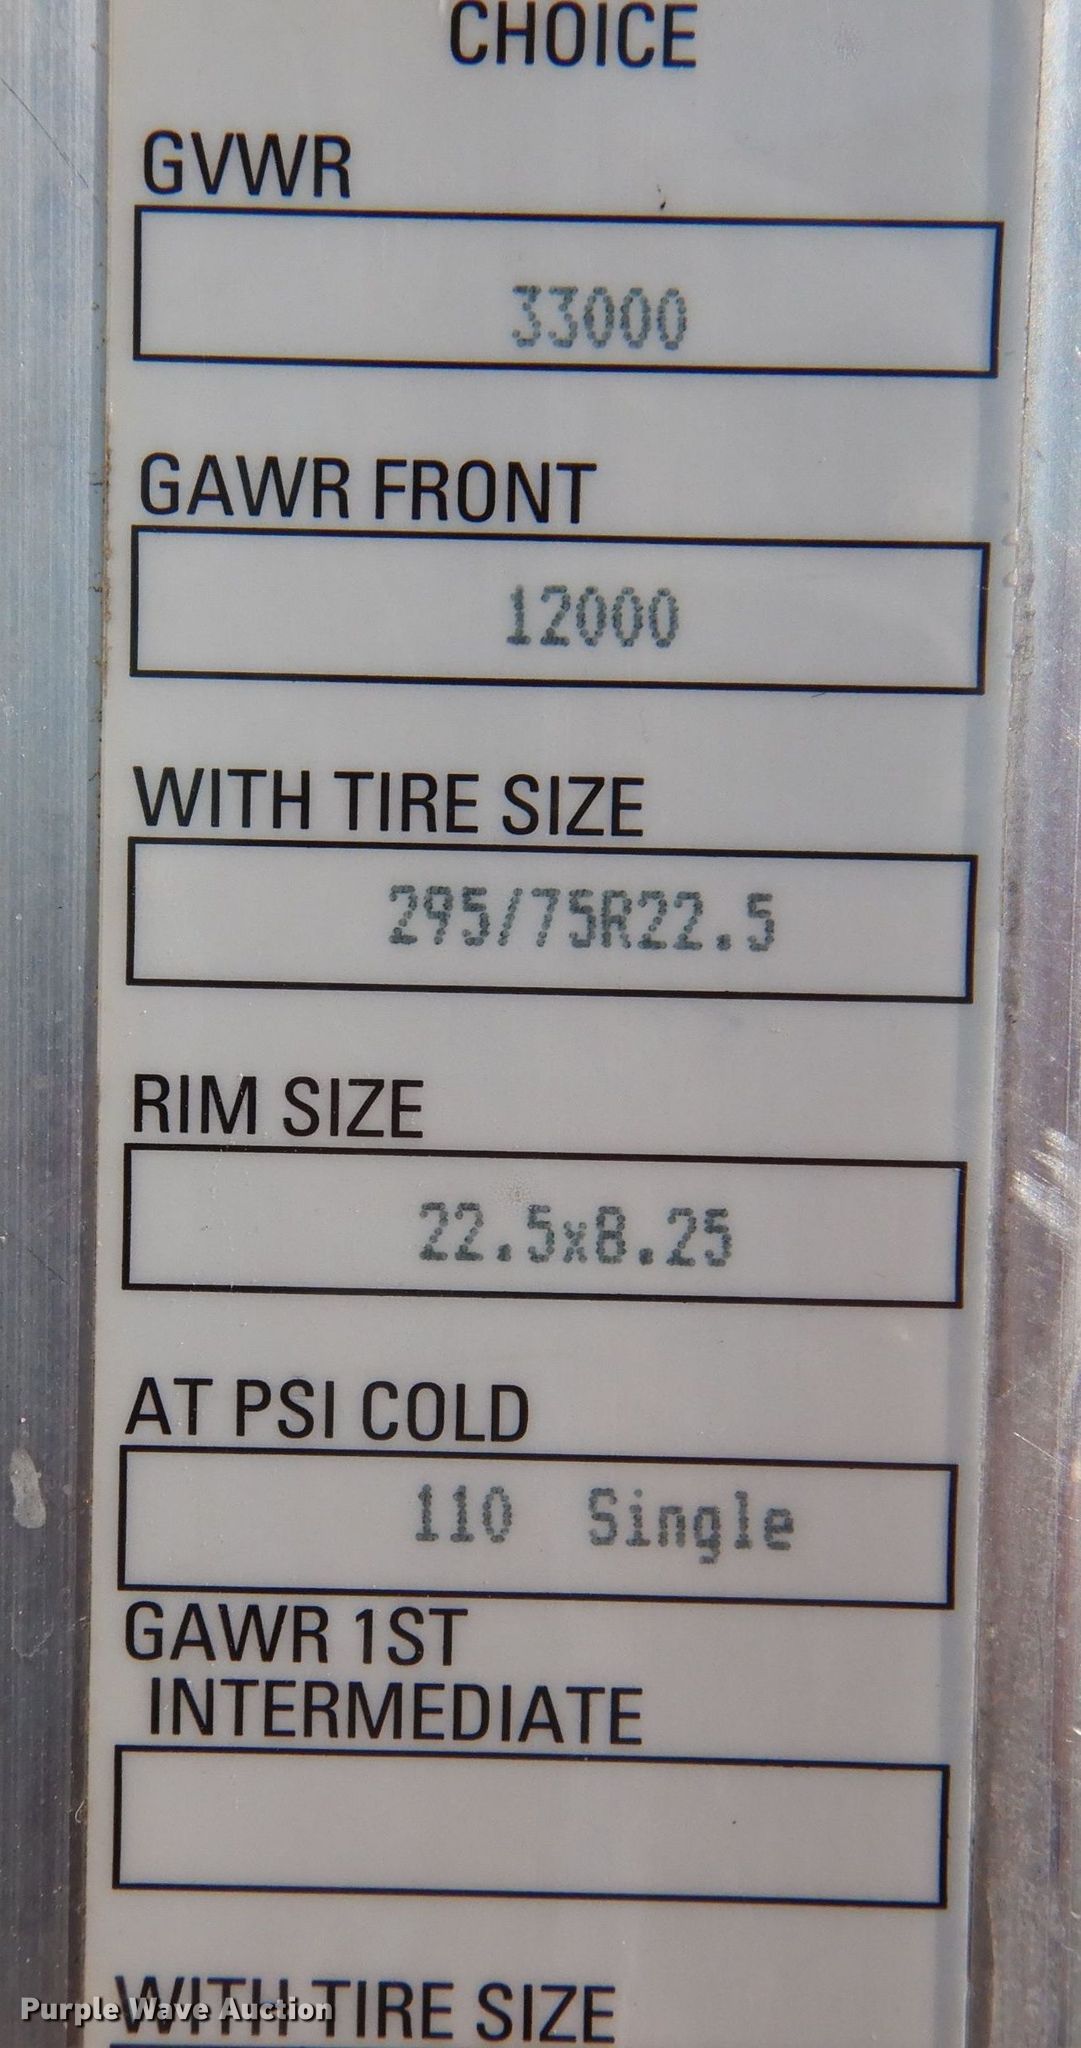 CHOICE
GVWR
33000
GAWR FRONT
12000
WITH TIRE SIZE
295/75R22.5
RIM SIZE
22.5x8.25
AT PSI COLD
110 Single
GAWR 1ST
INTERMEDIATE
WITH TIRE SIZE
Purple Wave Auction